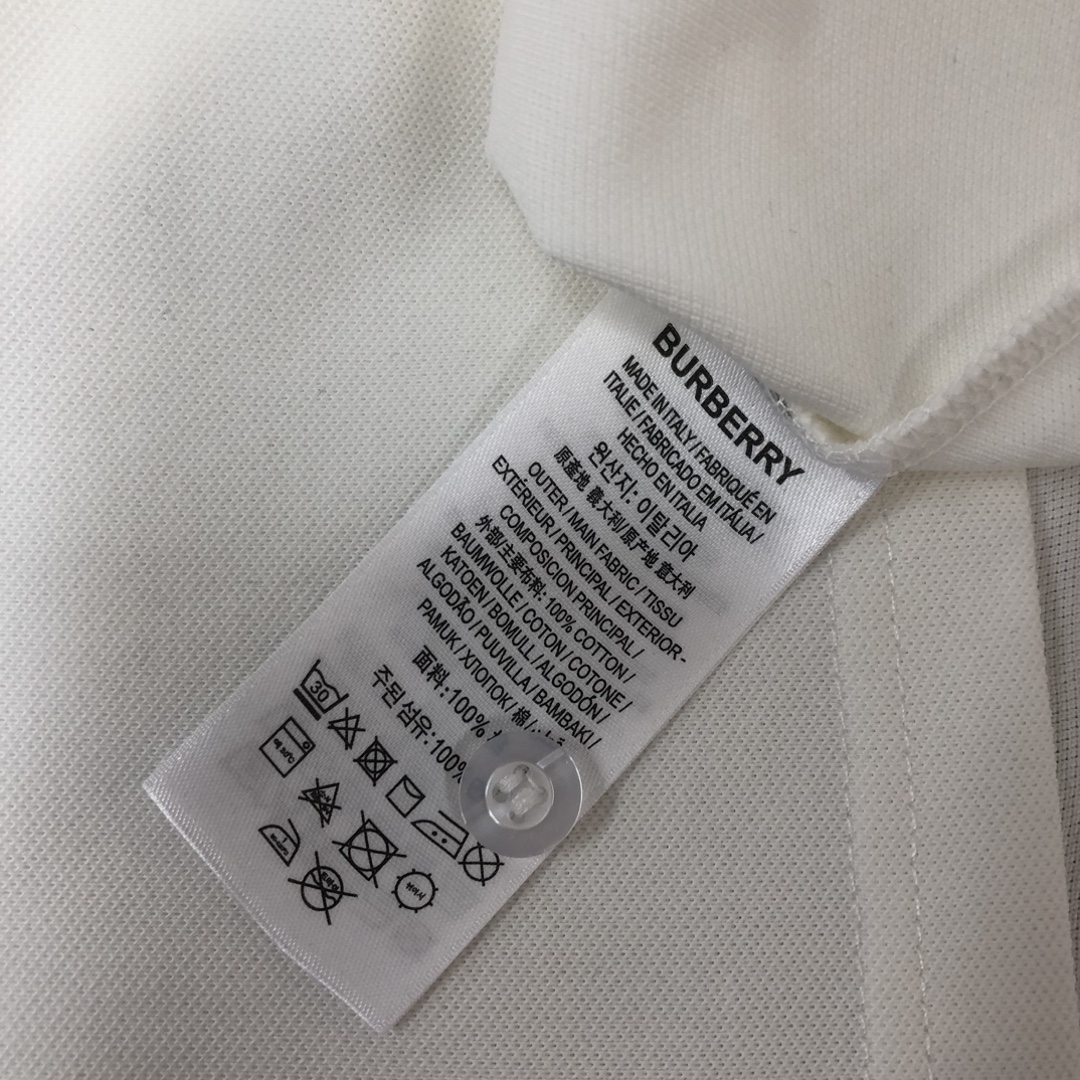 BURBERRY
MADE IN ITALY / FABRIQUÉ EN
ITALIE / FABRICADO EM ITÁLIA /
HECHO EN ITALIA
원산지: 이탈리아
原產地 義大利/原产地 意大利
OUTER / MAIN FABRIC / TISSU
EXTÉRIEUR / PRINCIPAL / EXTERIOR -
COMPOSICION PRINCIPAL /
外部/主要布料: 100% COTTON /
BAUMWOLLE / COTON / COTONE /
KATOEN / BOMULL / ALGODÓN /
ALGODÃO / PUUVILLA / BAMBAKI /
PAMUK / ХЛОПОК / 棉/
面料:100%
주된 섬유:100%
30